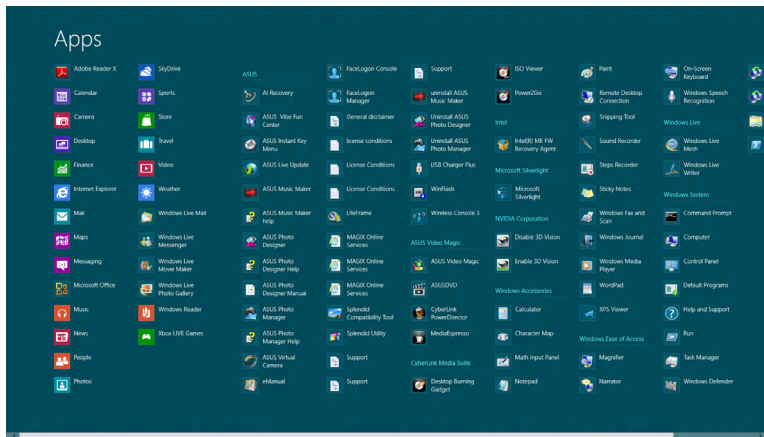 Apps
Adobe Reader X
Calendar
Camera
Desktop
Finance
Internet Explorer
Mail
Maps
Messaging
Microsoft Office
Music
News
People
Photos
SkyDrive
Sports
Store
Travel
Video
Weather
Windows Live Mail
Windows Live
Messenger
Windows Live
Movie Maker
Windows Live
Photo Gallery
Windows Reader
Xbox LIVE Games
ASUS
AI Recovery
ASUS Vibe Fun
Center
ASUS Instant Key
Menu
ASUS Live Update
ASUS Music Maker
ASUS Music Maker
help
ASUS Photo
Designer
ASUS Photo
Designer Help
ASUS Photo
Designer Manual
ASUS Photo
Manager
ASUS Photo
Manager Help
ASUS Virtual
Camera
eManual
FaceLogon Console
FaceLogon
Manager
General disclaimer
license conditions
License Conditions
License Conditions
LifeFrame
MAGIX Online
Services
MAGIX Online
Services
MAGIX Online
Services
Splendid
Compatibility Tool
Splendid Utility
Support
Support
Support
uninstall ASUS
Music Maker
Uninstall ASUS
Photo Designer
Uninstall ASUS
Photo Manager
USB Charger Plus
WinFlash
Wireless Console 3
ASUS Video Magic
ASUS Video Magic
ASUSDVD
CyberLink
PowerDirector
MediaEspresso
CyberLink Media Suite
Desktop Burning
Gadget
ISO Viewer
Power2Go
Intel
Intel(R) ME FW
Recovery Agent
Microsoft Silverlight
Microsoft
Silverlight
NVIDIA Corporation
Disable 3D Vision
Enable 3D Vision
Windows Accessories
Calculator
Character Map
Math Input Panel
Notepad
Paint
Remote Desktop
Connection
Snipping Tool
Sound Recorder
Steps Recorder
Sticky Notes
Windows Fax and
Scan
Windows Journal
Windows Media
Player
WordPad
XPS Viewer
Windows Ease of Access
Magnifier
Narrator
On-Screen
Keyboard
Windows Speech
Recognition
Windows Live
Windows Live
Mesh
Windows Live
Writer
Windows System
Command Prompt
Computer
Control Panel
Default Programs
Help and Support
Run
Task Manager
Windows Defender